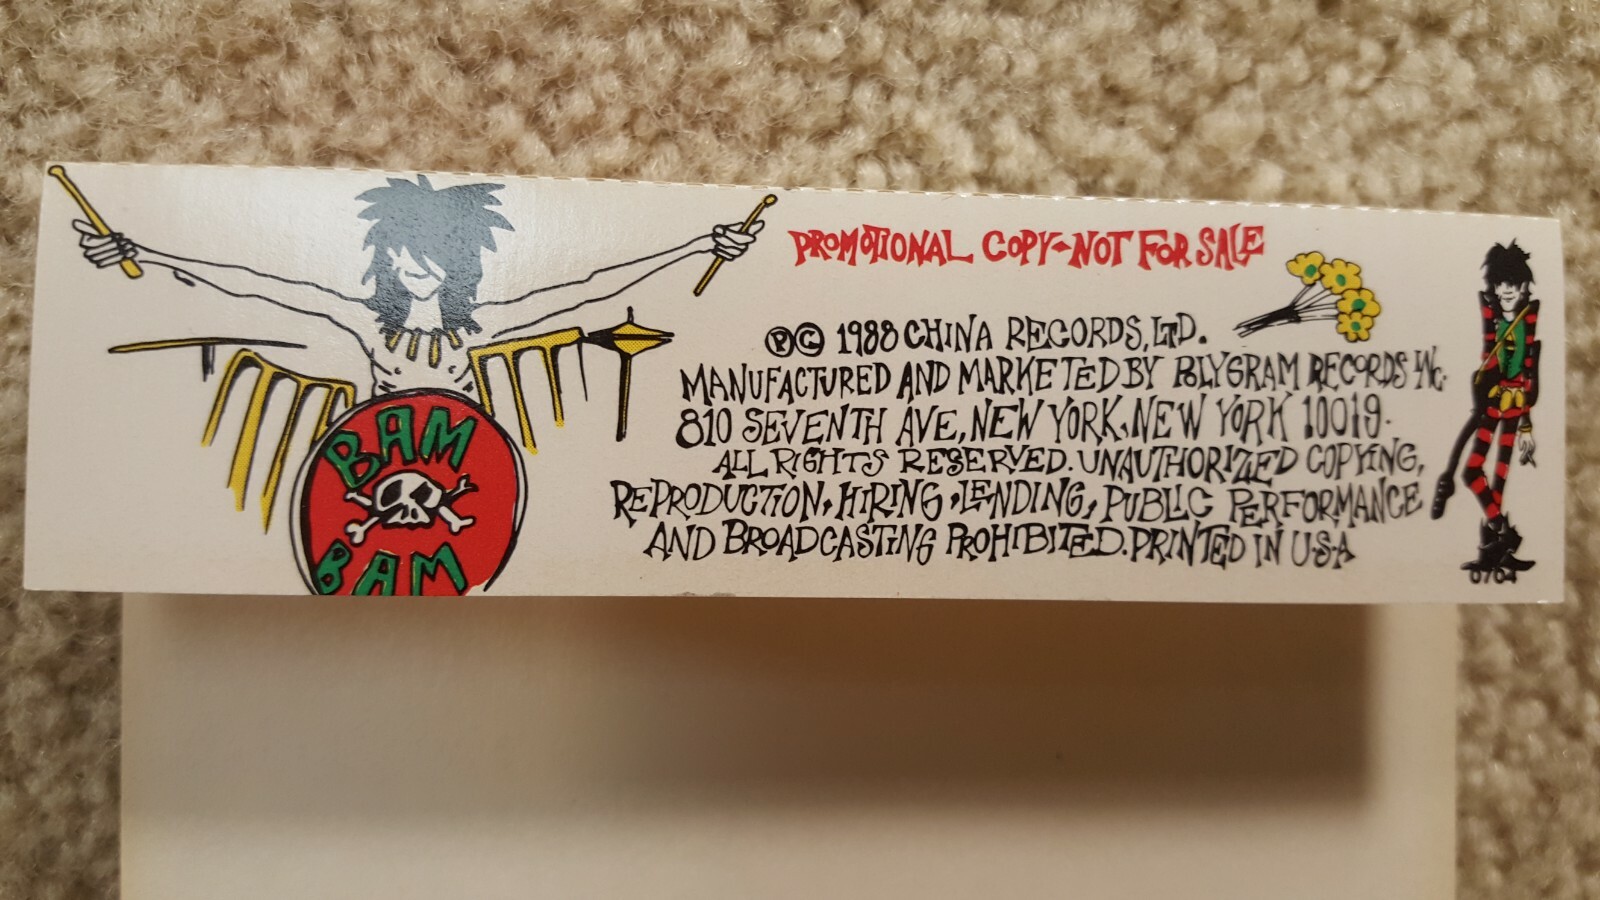 BAM
BAM
PROMOTIONAL COPY-NOT FOR SALE
Ⓟ© 1988 CHINA RECORDS, LTD.
MANUFACTURED AND MARKETED BY POLYGRAM RECORDS INC.
810 SEVENTH AVE, NEW YORK, NEW YORK 10019.
ALL RIGHTS RESERVED. UNAUTHORIZED COPYING,
REPRODUCTION, HIRING, LENDING, PUBLIC PERFORMANCE
AND BROADCASTING PROHIBITED. PRINTED IN U.S.A
0704